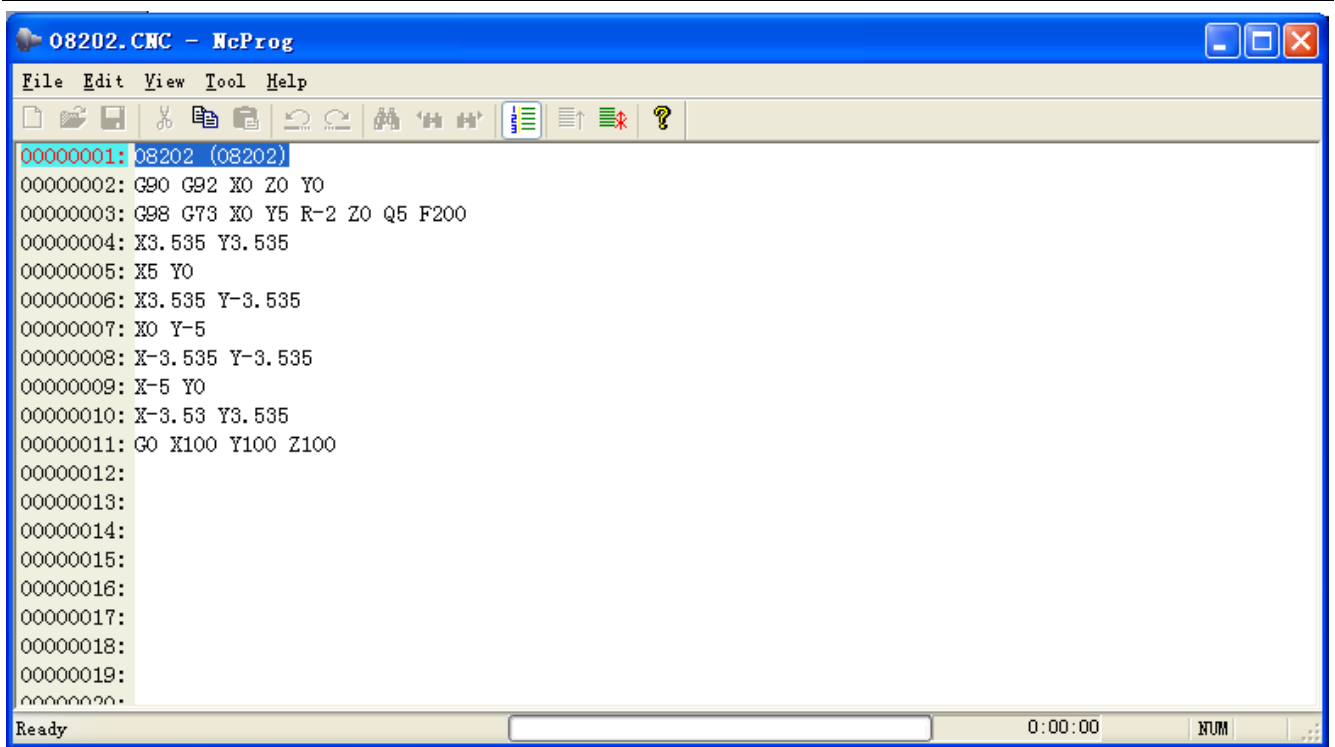 O8202.CNC - NcProg
File Edit View Tool Help
00000001: O8202 (O8202)
00000002: G90 G92 X0 Z0 Y0
00000003: G98 G73 X0 Y5 R-2 Z0 Q5 F200
00000004: X3.535 Y3.535
00000005: X5 Y0
00000006: X3.535 Y-3.535
00000007: X0 Y-5
00000008: X-3.535 Y-3.535
00000009: X-5 Y0
00000010: X-3.53 Y3.535
00000011: G0 X100 Y100 Z100
00000012:
00000013:
00000014:
00000015:
00000016:
00000017:
00000018:
00000019:
00000020:
Ready 0:00:00 NUM